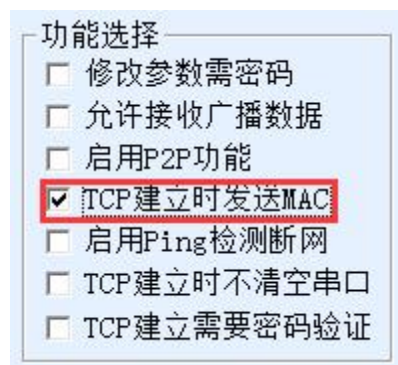 功能选择
修改参数需密码
允许接收广播数据
启用P2P功能
TCP建立时发送MAC
启用Ping检测断网
TCP建立时不清空串口
TCP建立需要密码验证